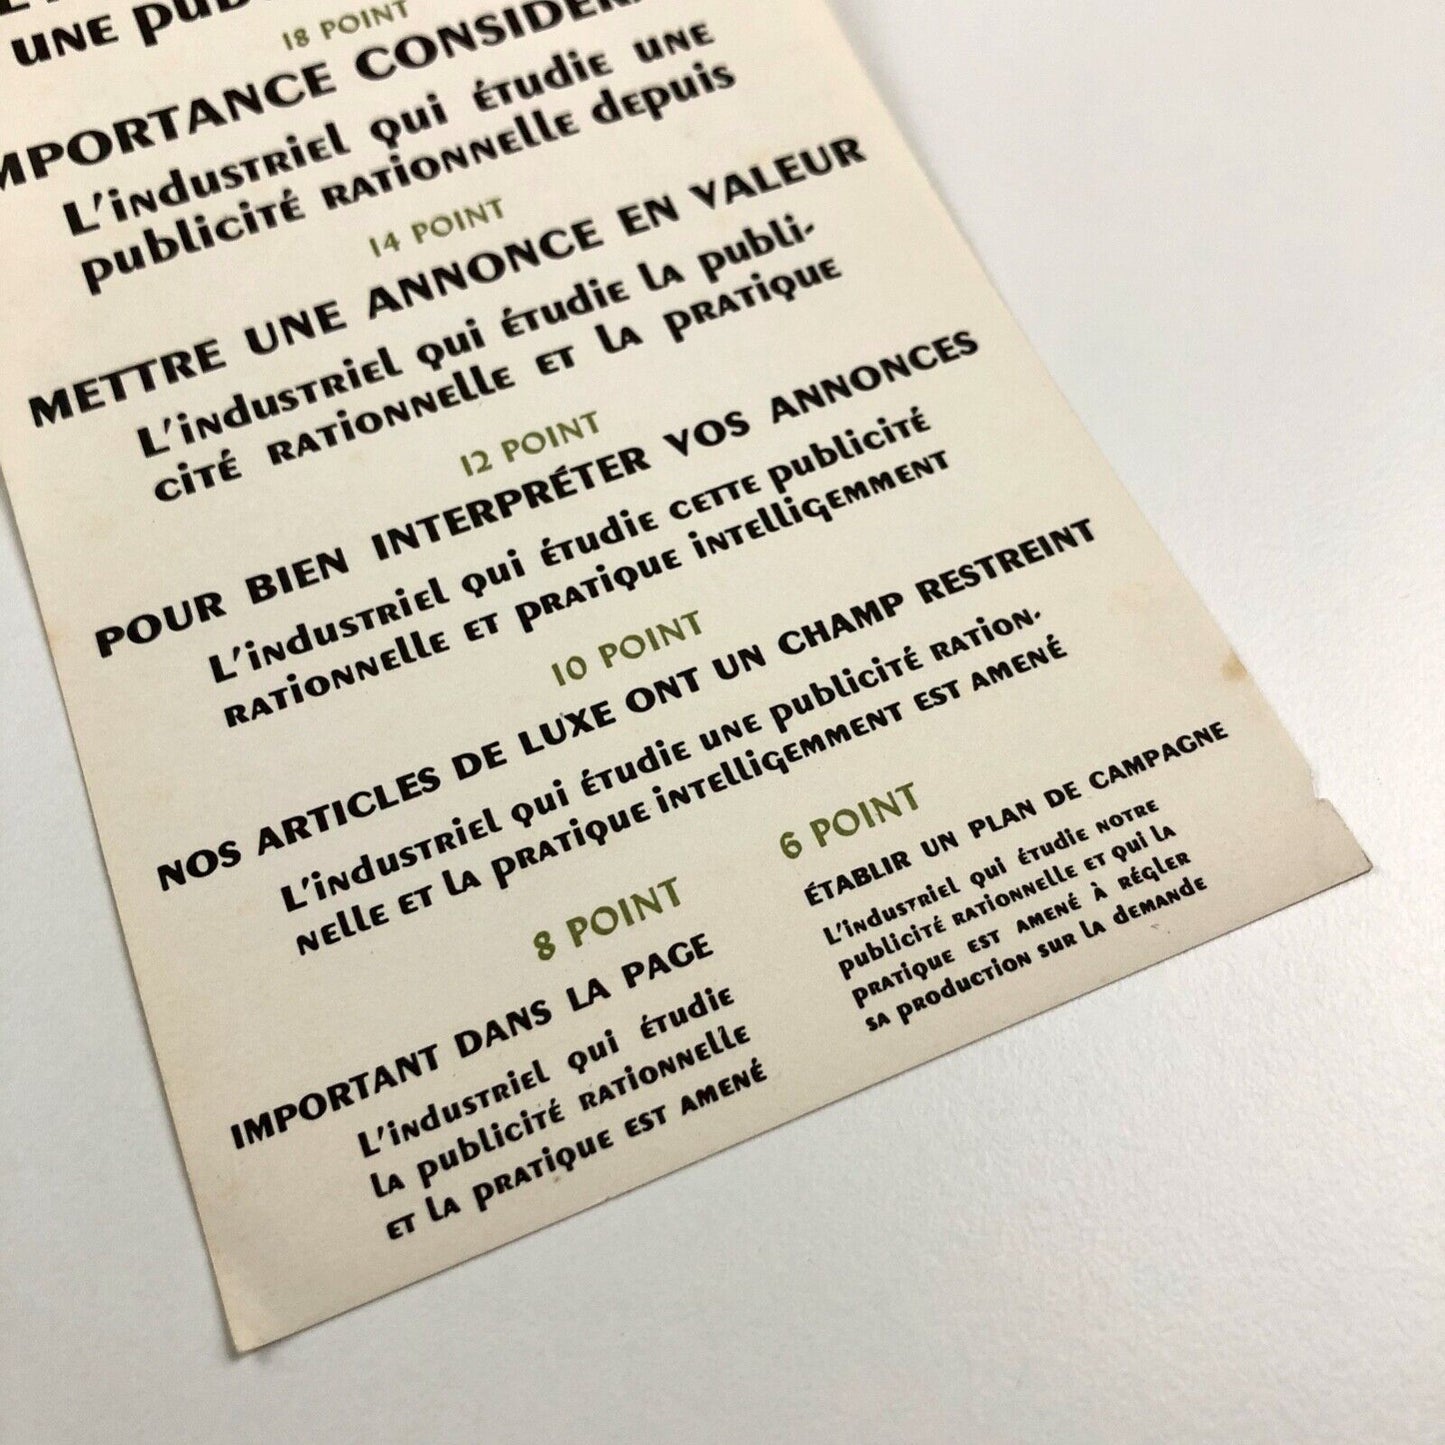 UNE
18 POINT
L'industriel qui étudie une
publicité rationnelle depuis
14 POINT
METTRE UNE ANNONCE EN VALEUR
L'industriel qui étudie la publi-
cité rationnelle et la pratique
12 POINT
POUR BIEN INTERPRÉTER VOS ANNONCES
L'industriel qui étudie cette publicité
rationnelle et pratique intelligemment
10 POINT
NOS ARTICLES DE LUXE ONT UN CHAMP RESTREINT
L'industriel qui étudie une publicité ration-
nelle et la pratique intelligemment est amené
8 POINT
IMPORTANT DANS LA PAGE
L'industriel qui étudie
la publicité rationnelle
et la pratique est amené
6 POINT
ÉTABLIR UN PLAN DE CAMPAGNE
L'industriel qui étudie notre
publicité rationnelle et qui la
pratique est amené à régler
sa production sur la demande